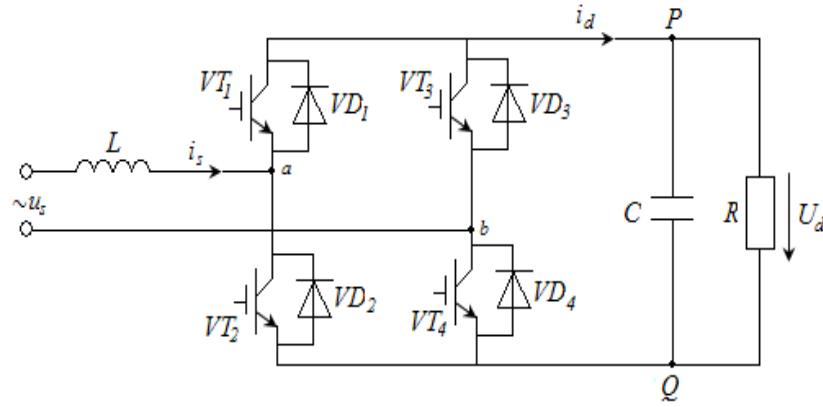 i_d P
VT_1 VD_1 VT_3 VD_3
L i_s a
~u_s C R U_d
b
VT_2 VD_2 VT_4 VD_4
Q